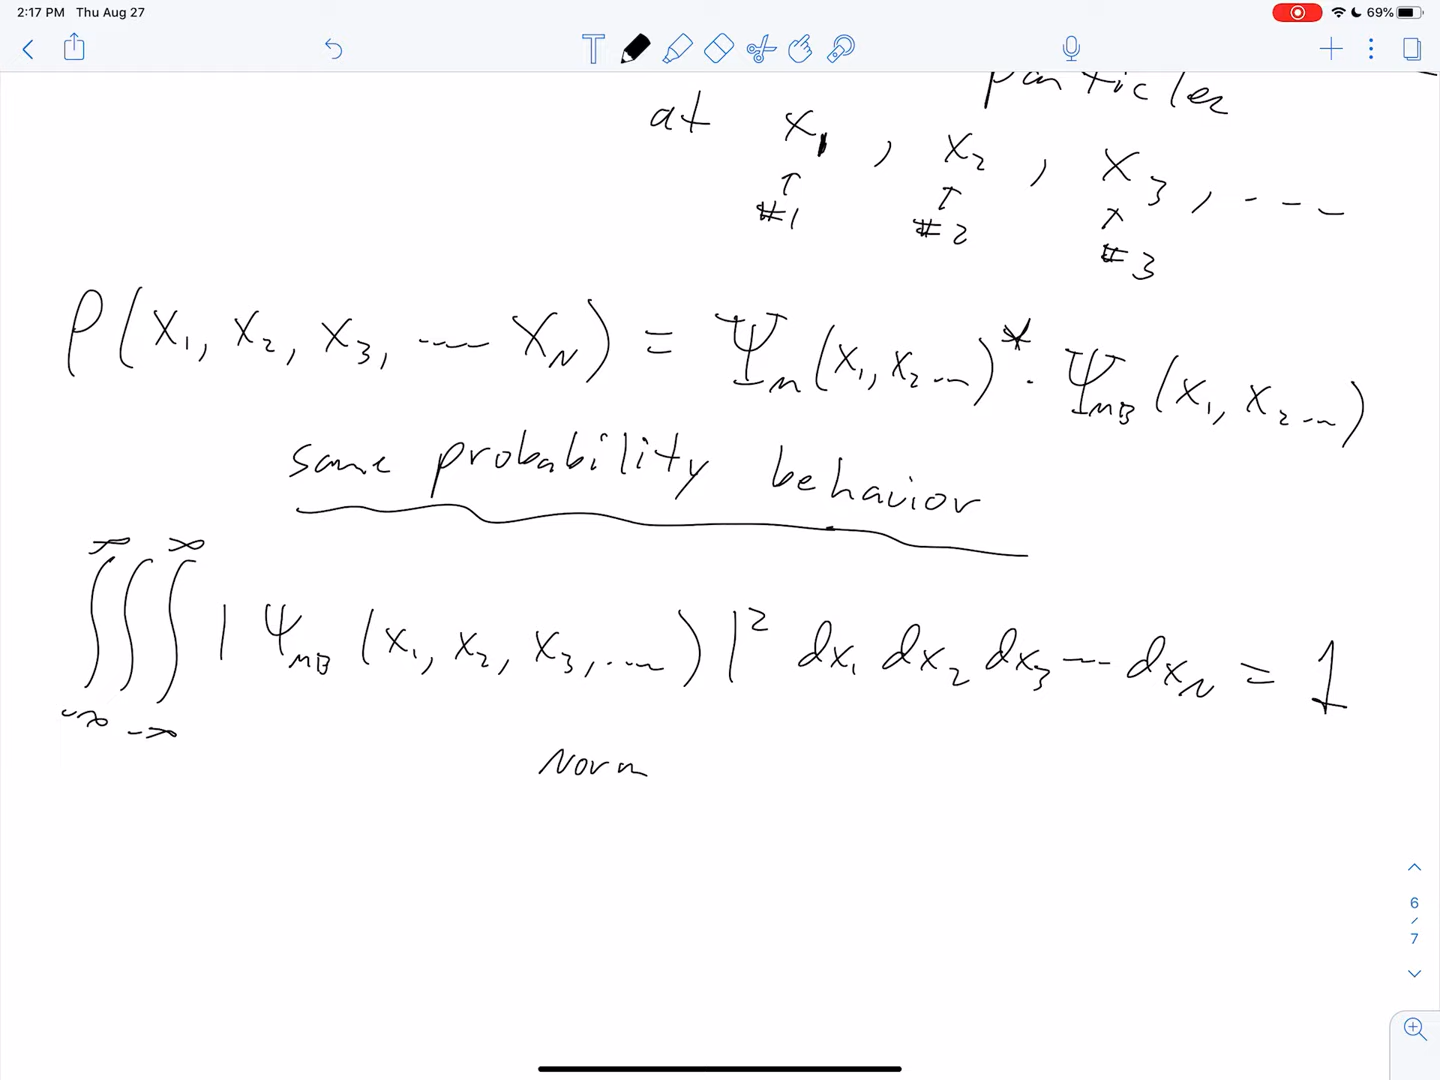 2:17 PM Thu Aug 27
69%
T
particles
at x₁ , x₂ , x₃ , ----
↑ ↑ ↑
#1 #2 #3
P(x₁, x₂, x₃, ---- x_N) = Ψ_M(x₁, x₂ ---)* · Ψ_MB(x₁, x₂ ---)
same probability behavior
∞ ∞
∫∫∫ |Ψ_MB(x₁, x₂, x₃, ----)|² dx₁ dx₂ dx₃ --- dx_N = 1
-∞ -∞
Norm
6
/
7